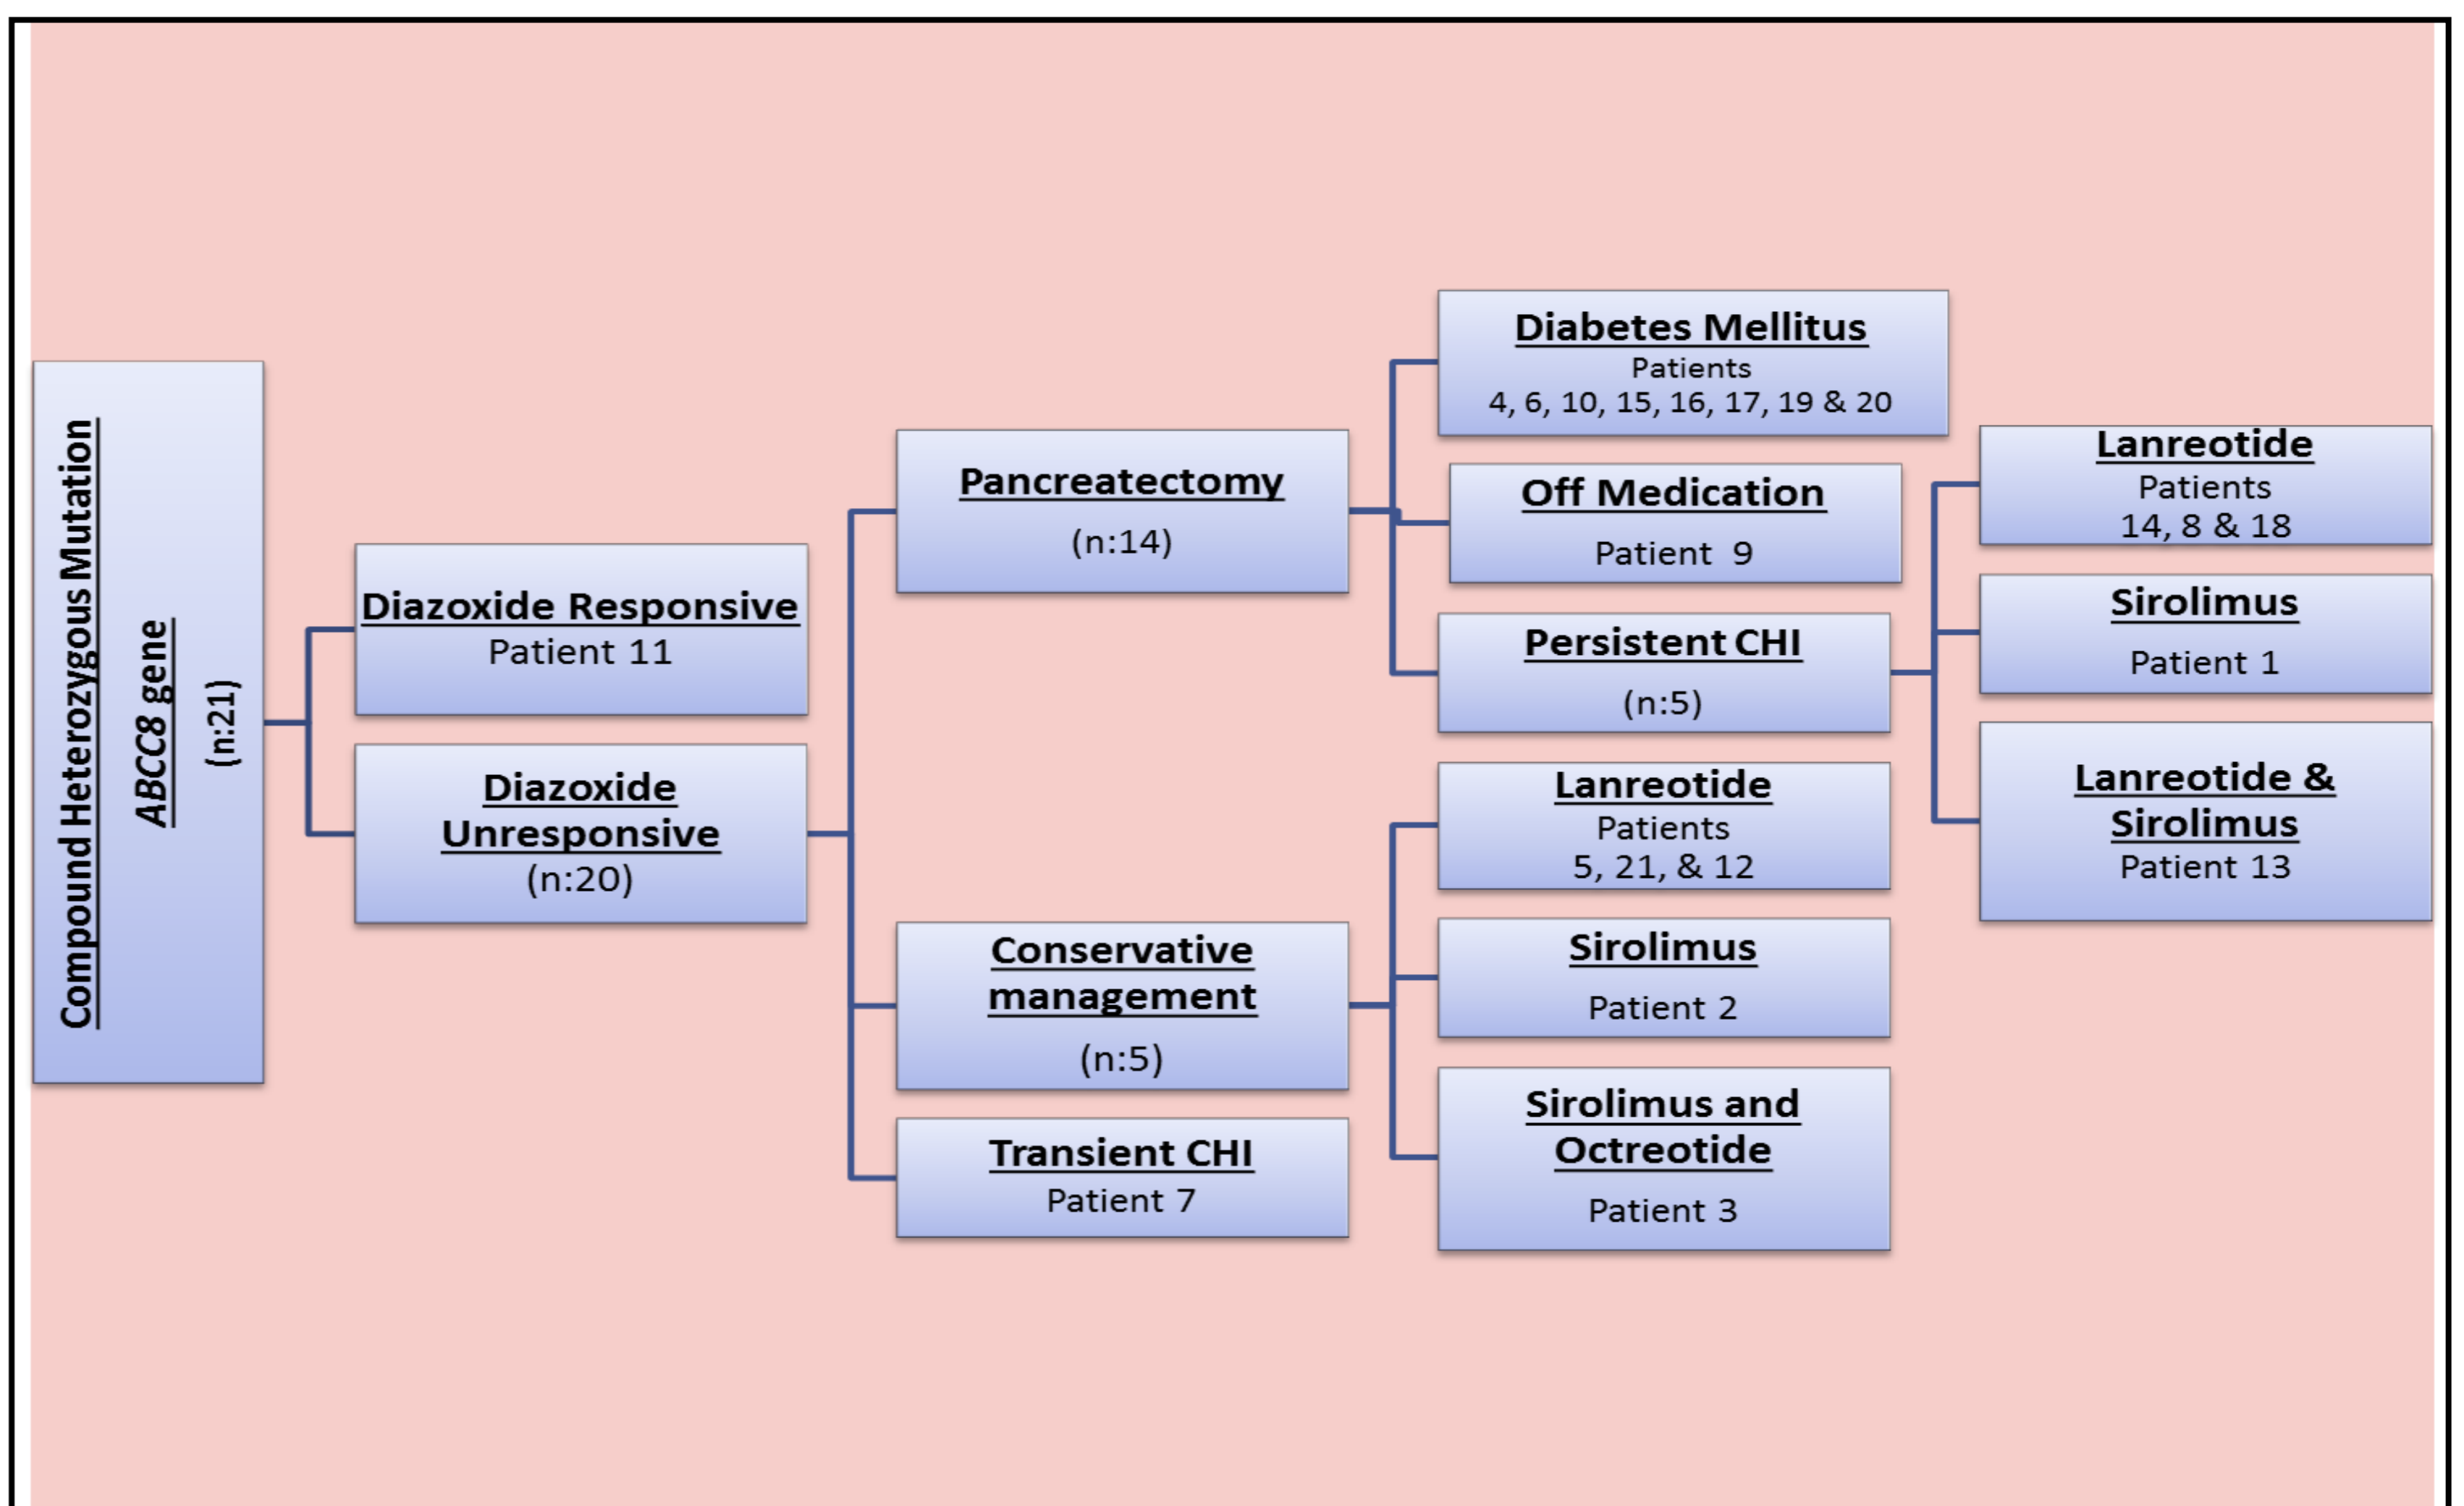 Compound Heterozygous Mutation
ABCC8 gene
(n:21)
Diazoxide Responsive
Patient 11
Diazoxide
Unresponsive
(n:20)
Pancreatectomy
(n:14)
Conservative
management
(n:5)
Transient CHI
Patient 7
Diabetes Mellitus
Patients
4, 6, 10, 15, 16, 17, 19 & 20
Off Medication
Patient 9
Persistent CHI
(n:5)
Lanreotide
Patients
5, 21, & 12
Sirolimus
Patient 2
Sirolimus and
Octreotide
Patient 3
Lanreotide
Patients
14, 8 & 18
Sirolimus
Patient 1
Lanreotide &
Sirolimus
Patient 13